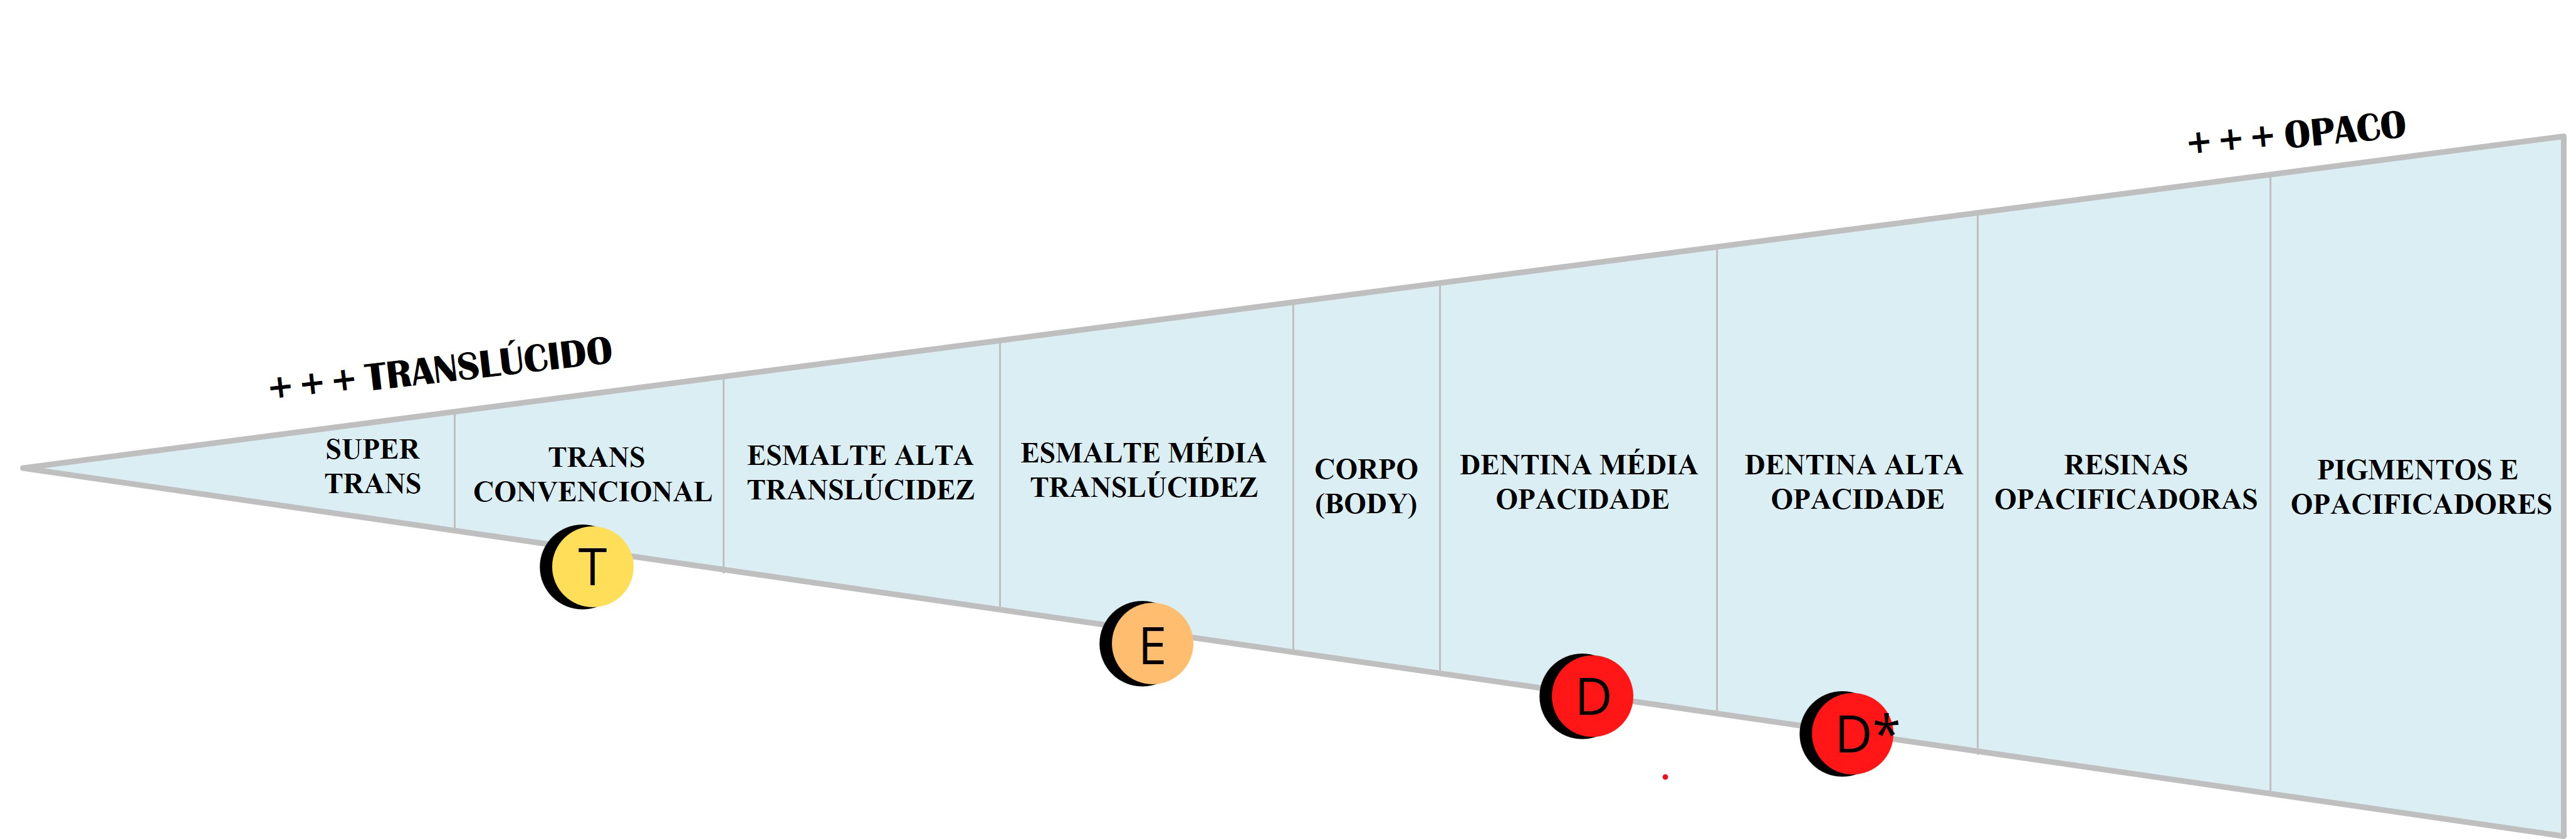 + + + OPACO
+ + + TRANSLÚCIDO
SUPER
TRANS
TRANS
CONVENCIONAL
ESMALTE ALTA
TRANSLÚCIDEZ
ESMALTE MÉDIA
TRANSLÚCIDEZ
CORPO
(BODY)
DENTINA MÉDIA
OPACIDADE
DENTINA ALTA
OPACIDADE
RESINAS
OPACIFICADORAS
PIGMENTOS E
OPACIFICADORES
T
E
D
D*